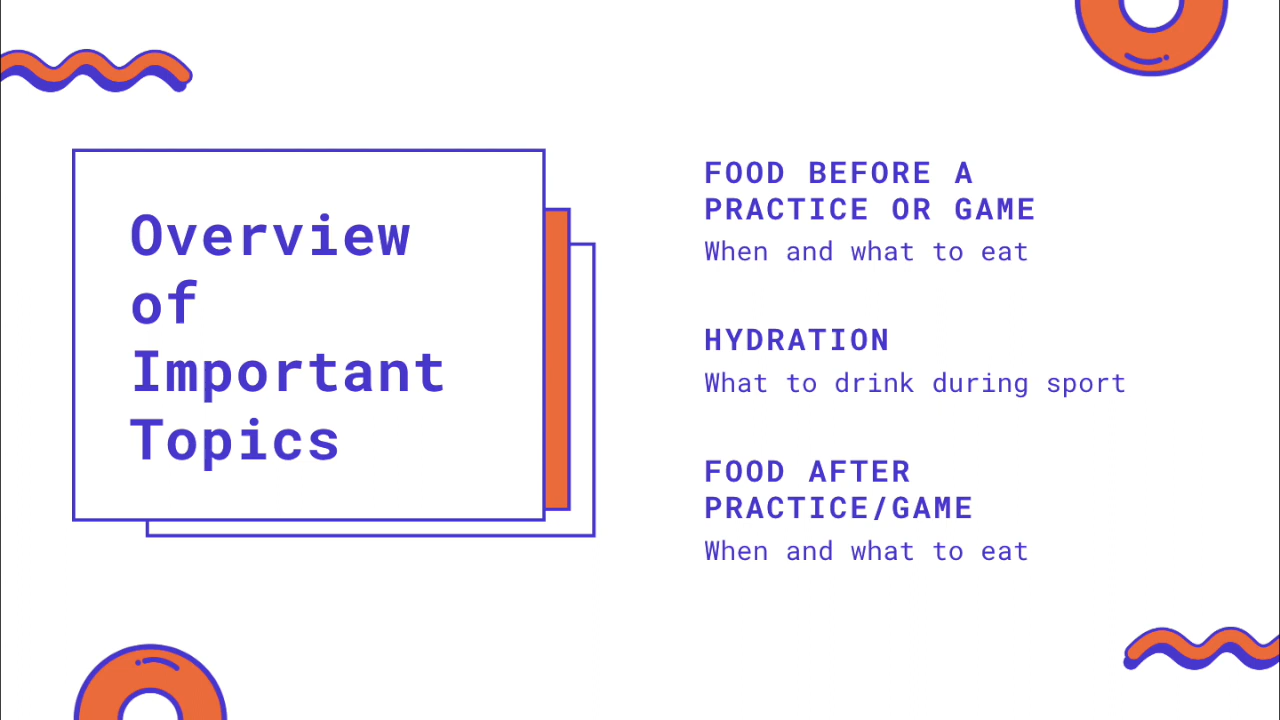 Overview
of
Important
Topics
FOOD BEFORE A
PRACTICE OR GAME
When and what to eat
HYDRATION
What to drink during sport
FOOD AFTER
PRACTICE/GAME
When and what to eat